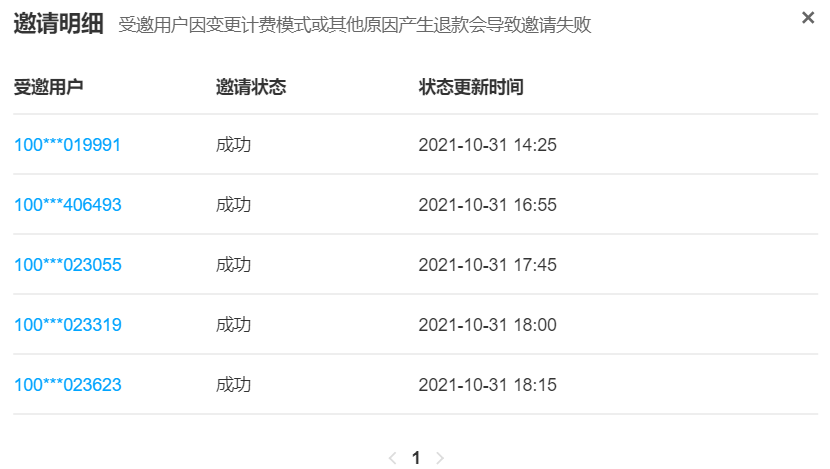 邀请明细 受邀用户因变更计费模式或其他原因产生退款会导致邀请失败
受邀用户 邀请状态 状态更新时间
100***019991 成功 2021-10-31 14:25
100***406493 成功 2021-10-31 16:55
100***023055 成功 2021-10-31 17:45
100***023319 成功 2021-10-31 18:00
100***023623 成功 2021-10-31 18:15
1